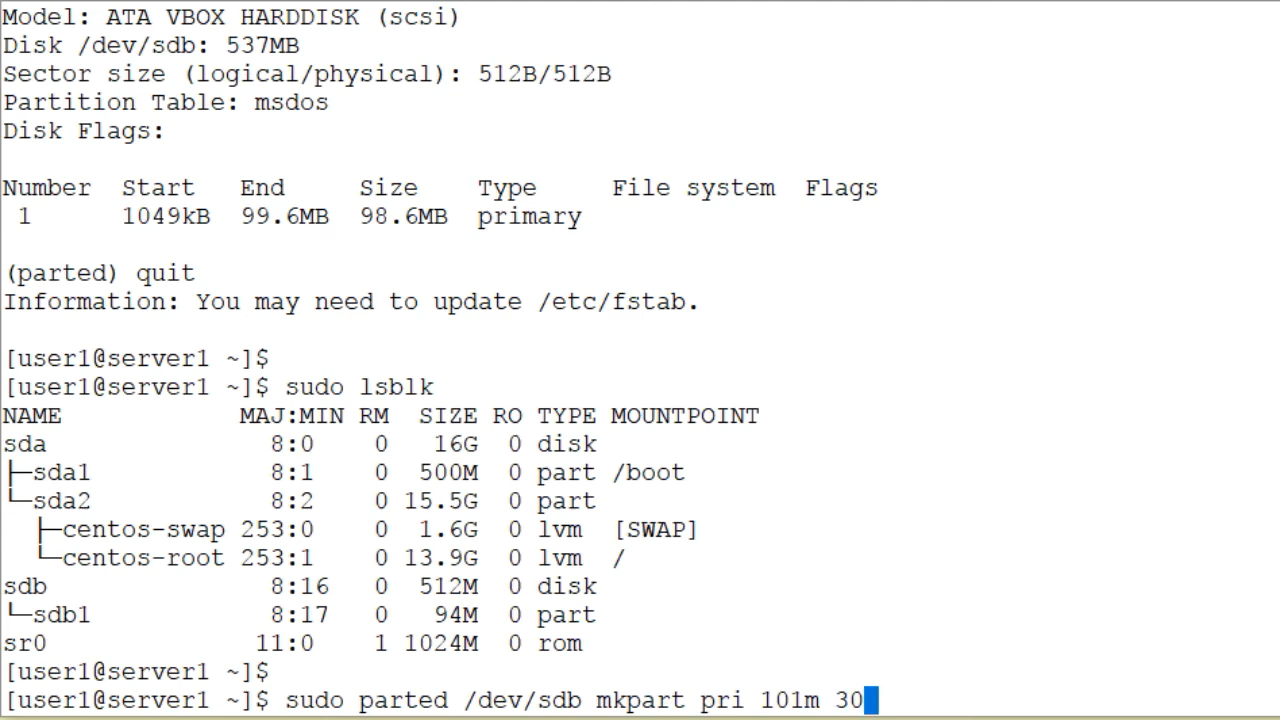 Model: ATA VBOX HARDDISK (scsi)
Disk /dev/sdb: 537MB
Sector size (logical/physical): 512B/512B
Partition Table: msdos
Disk Flags:
Number  Start   End     Size    Type     File system  Flags
 1      1049kB  99.6MB  98.6MB  primary
(parted) quit
Information: You may need to update /etc/fstab.
[user1@server1 ~]$
[user1@server1 ~]$ sudo lsblk
NAME            MAJ:MIN RM   SIZE RO TYPE MOUNTPOINT
sda               8:0    0    16G  0 disk
├─sda1            8:1    0   500M  0 part /boot
└─sda2            8:2    0  15.5G  0 part
  ├─centos-swap 253:0    0   1.6G  0 lvm  [SWAP]
  └─centos-root 253:1    0  13.9G  0 lvm  /
sdb               8:16   0   512M  0 disk
└─sdb1            8:17   0    94M  0 part
sr0              11:0    1  1024M  0 rom
[user1@server1 ~]$
[user1@server1 ~]$ sudo parted /dev/sdb mkpart pri 101m 30